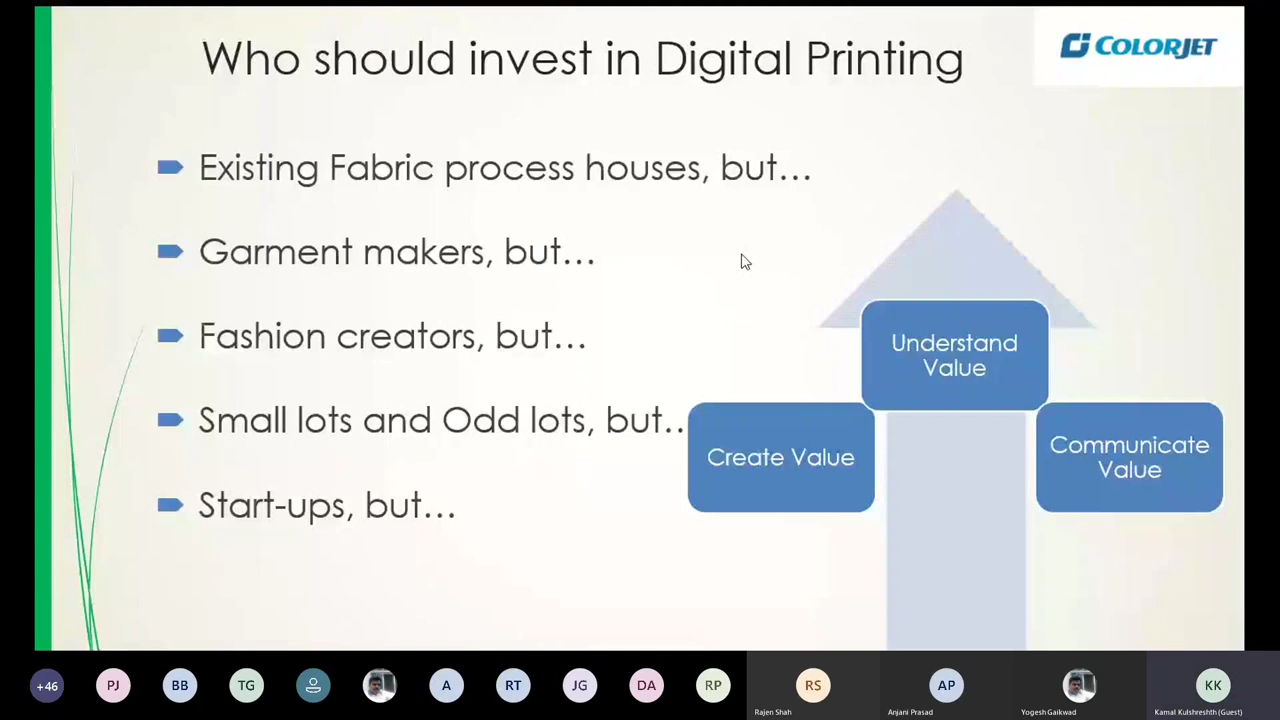 Who should invest in Digital Printing
COLORJET
Existing Fabric process houses, but...
Garment makers, but...
Fashion creators, but...
Small lots and Odd lots, but..
Start-ups, but...
Understand
Value
Create Value
Communicate
Value
+46
PJ
BB
TG
A
RT
JG
DA
RP
RS
Rajen Shah
AP
Anjani Prasad
Yogesh Gaikwad
KK
Kamal Kulshreshth (Guest)